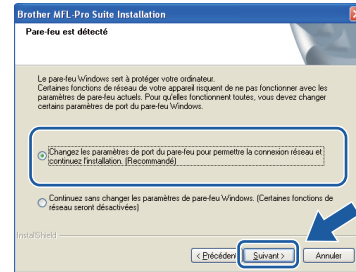 Brother MFL-Pro Suite Installation
Pare-feu est détecté
Le pare-feu Windows sert à protéger votre ordinateur.
Certaines fonctions de réseau de votre appareil risquent de ne pas fonctionner avec les
paramètres de pare-feu actuels. Pour qu'elles fonctionnent toutes, vous devez changer
certains paramètres de port du pare-feu Windows.
Changez les paramètres de port du pare-feu pour permettre la connexion réseau et
continuez l'installation. (Recommandé)
Continuez sans changer les paramètres de pare-feu Windows. (Certaines fonctions de
réseau seront désactivées)
InstallShield
< Précédent
Suivant >
Annuler